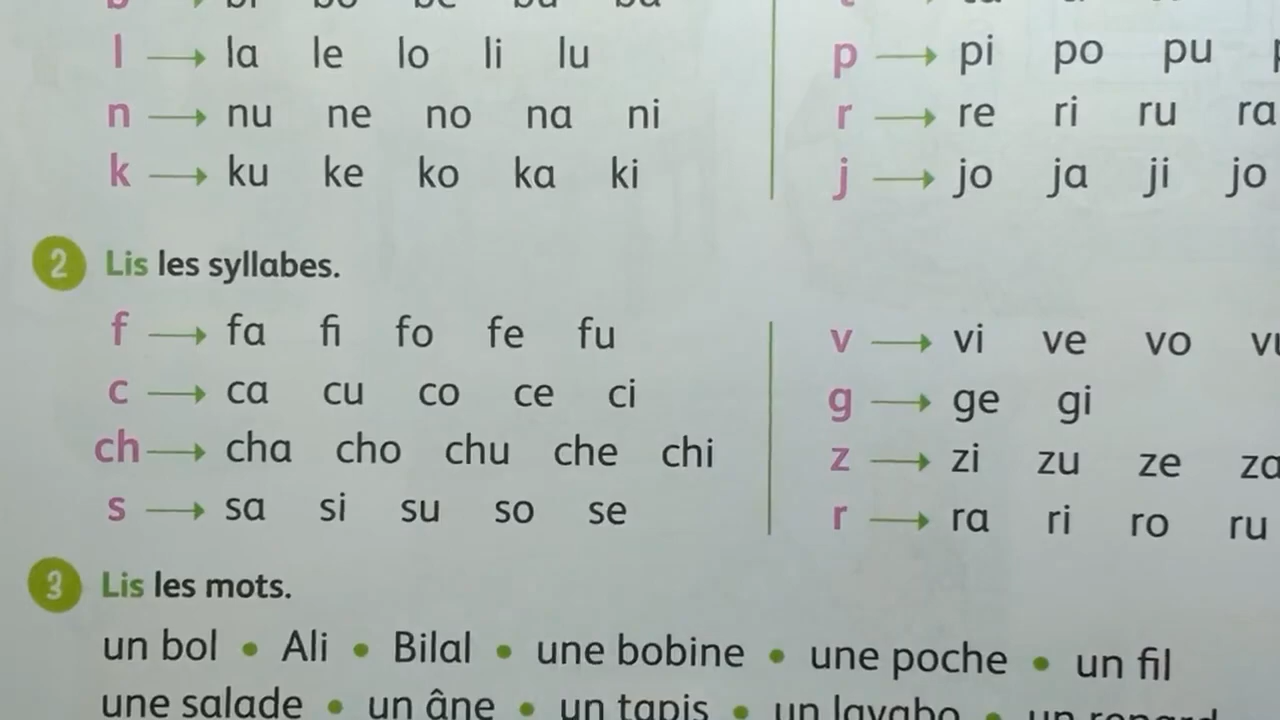 l → la le lo li lu
n → nu ne no na ni
k → ku ke ko ka ki
p → pi po pu
r → re ri ru ra
j → jo ja ji jo
2 Lis les syllabes.
f → fa fi fo fe fu
c → ca cu co ce ci
ch → cha cho chu che chi
s → sa si su so se
v → vi ve vo
g → ge gi
z → zi zu ze za
r → ra ri ro ru
3 Lis les mots.
un bol • Ali • Bilal • une bobine • une poche • un fil
une salade • un âne • un tapis • un lavabo • un renard